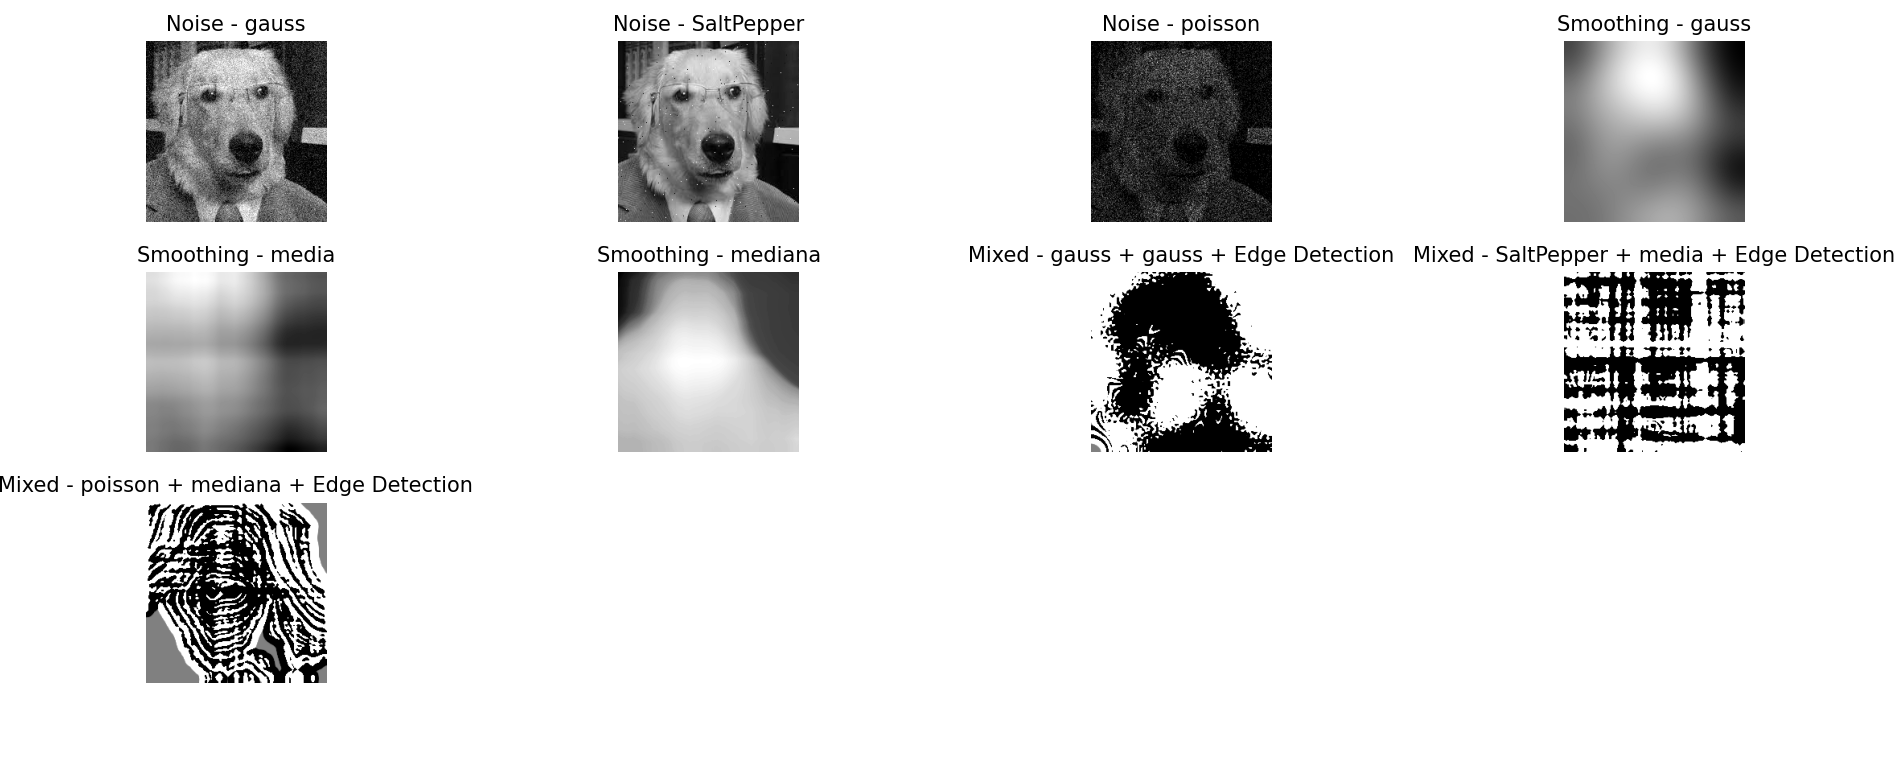 Noise - gauss
Noise - SaltPepper
Noise - poisson
Smoothing - gauss
Smoothing - media
Smoothing - mediana
Mixed - gauss + gauss + Edge Detection
Mixed - SaltPepper + media + Edge Detection
Mixed - poisson + mediana + Edge Detection